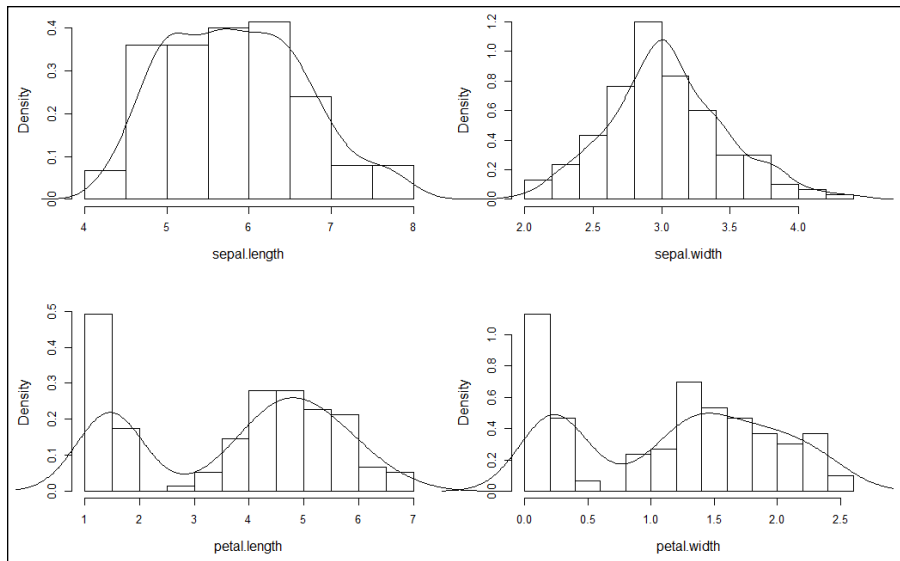 Density
0.0 0.1 0.2 0.3 0.4
4 5 6 7 8
sepal.length
Density
0.0 0.2 0.4 0.6 0.8 1.0 1.2
2.0 2.5 3.0 3.5 4.0
sepal.width
Density
0.0 0.1 0.2 0.3 0.4 0.5
1 2 3 4 5 6 7
petal.length
Density
0.0 0.2 0.4 0.6 0.8 1.0
0.0 0.5 1.0 1.5 2.0 2.5
petal.width